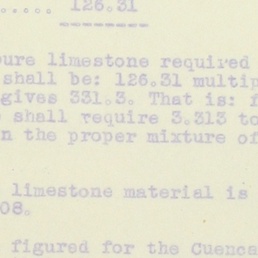 ..... 126.31
pure limestone required
shall be: 126.31 multip
gives 331.3. That is: f
shall require 3.313 to
n the proper mixture of
limestone material is
08.
figured for the Cuenca